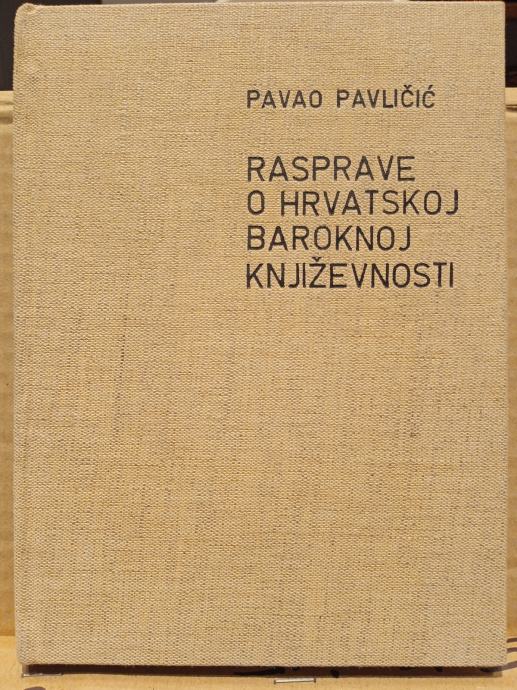 PAVAO PAVLIČIĆ
RASPRAVE
O HRVATSKOJ
BAROKNOJ
KNJIŽEVNOSTI